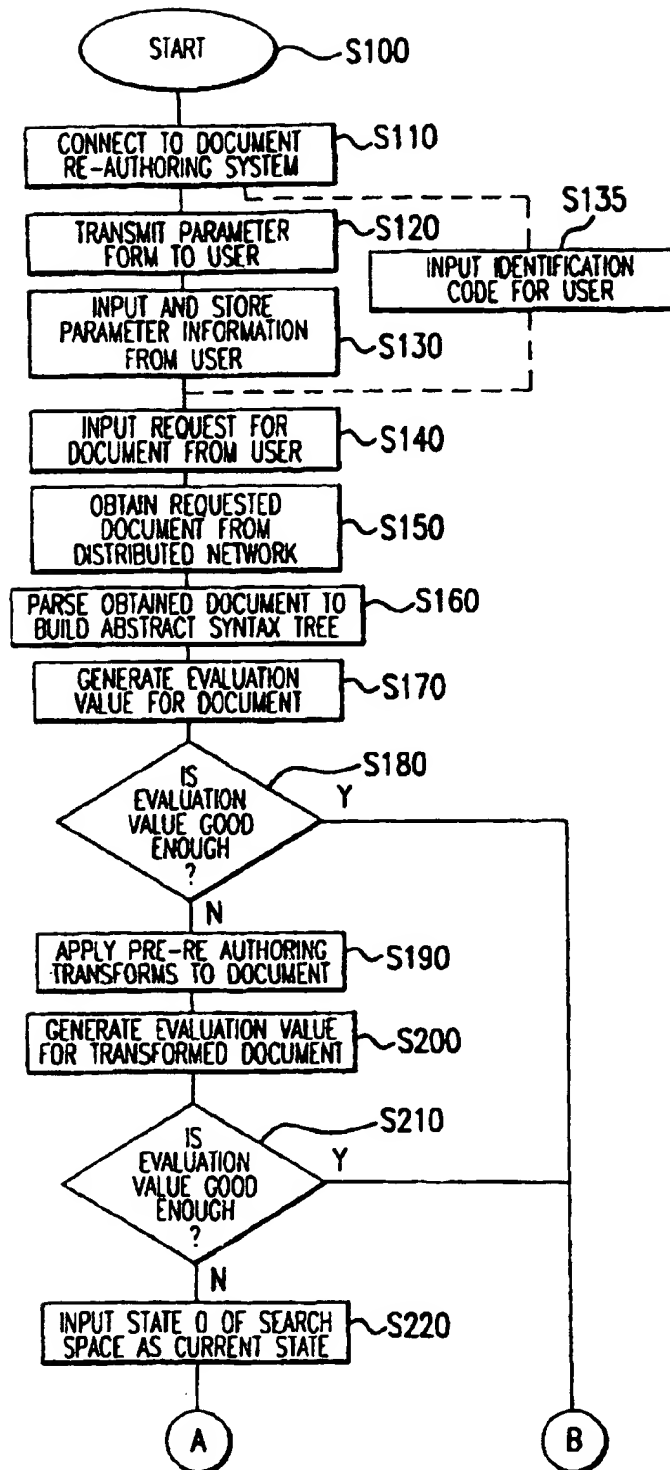 START
S100
CONNECT TO DOCUMENT
RE-AUTHORING SYSTEM
S110
TRANSMIT PARAMETER
FORM TO USER
S120
S135
INPUT IDENTIFICATION
CODE FOR USER
INPUT AND STORE
PARAMETER INFORMATION
FROM USER
S130
INPUT REQUEST FOR
DOCUMENT FROM USER
S140
OBTAIN REQUESTED
DOCUMENT FROM
DISTRIBUTED NETWORK
S150
PARSE OBTAINED DOCUMENT TO
BUILD ABSTRACT SYNTAX TREE
S160
GENERATE EVALUATION
VALUE FOR DOCUMENT
S170
IS
EVALUATION
VALUE GOOD
ENOUGH
?
S180
Y
N
APPLY PRE-RE AUTHORING
TRANSFORMS TO DOCUMENT
S190
GENERATE EVALUATION VALUE
FOR TRANSFORMED DOCUMENT
S200
IS
EVALUATION
VALUE GOOD
ENOUGH
?
S210
Y
N
INPUT STATE 0 OF SEARCH
SPACE AS CURRENT STATE
S220
A
B